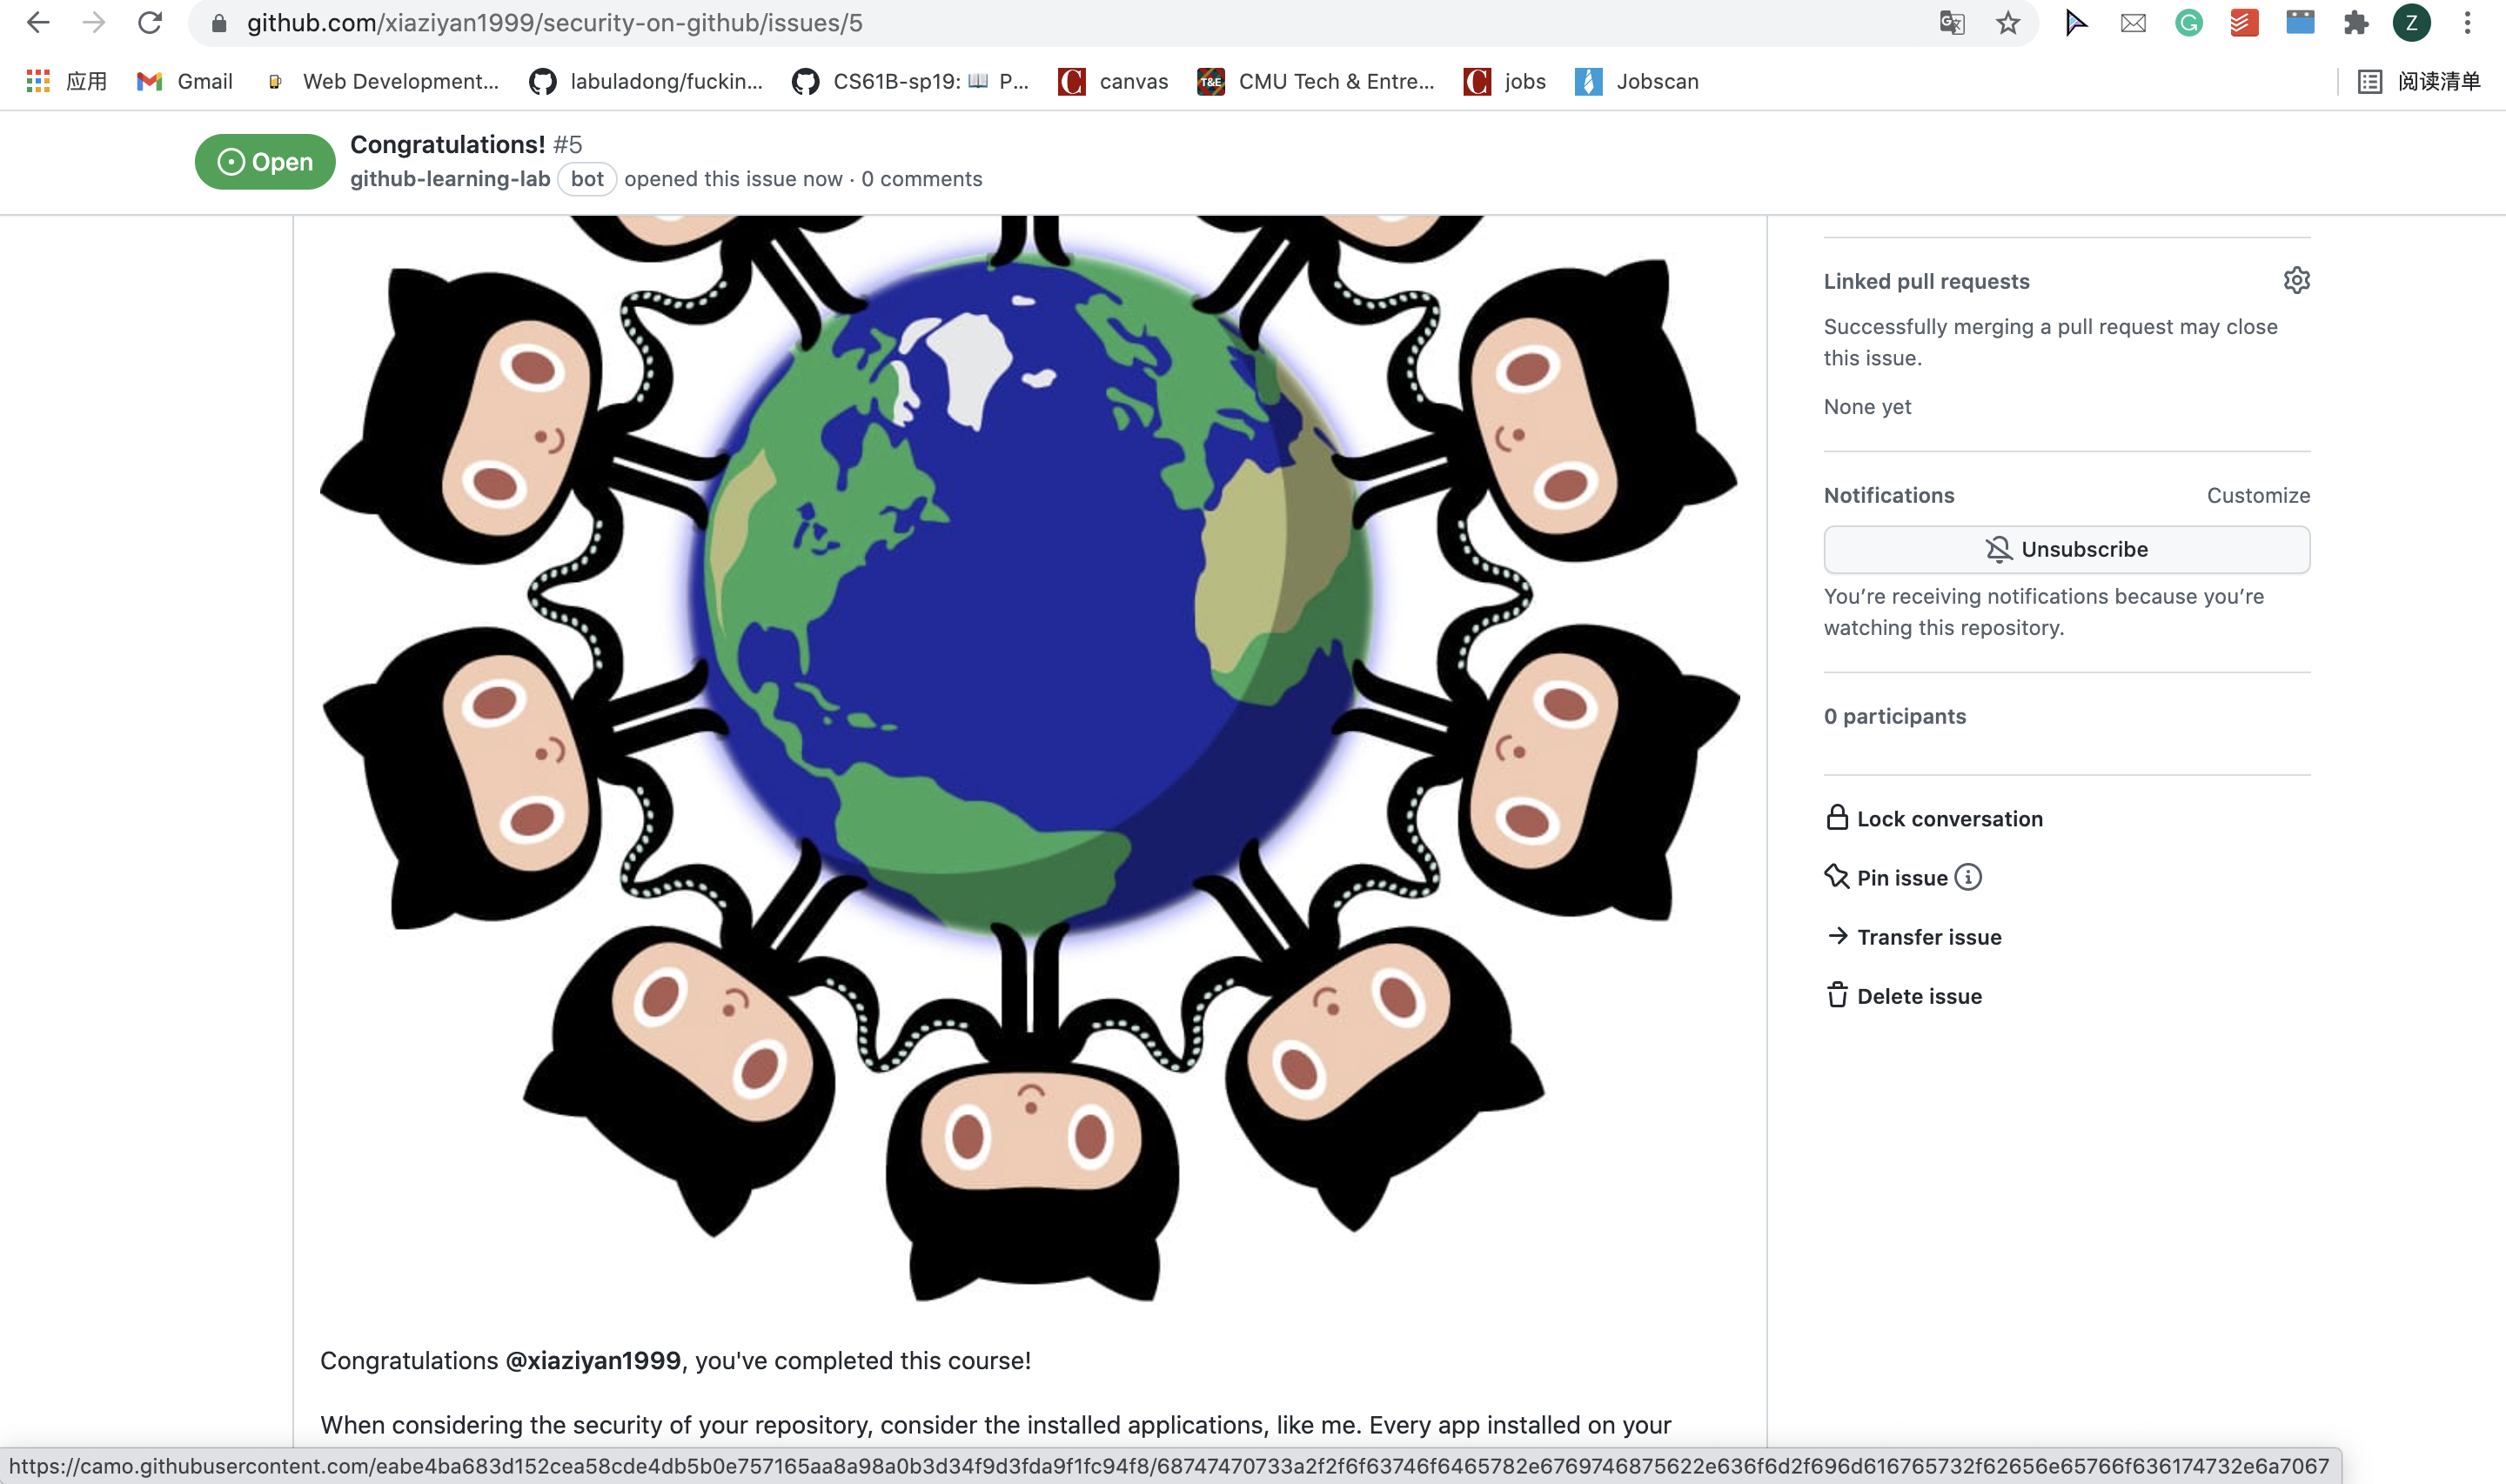 github.com/xiaziyan1999/security-on-github/issues/5
Z
应用 Gmail Web Development... labuladong/fuckin... CS61B-sp19: 📖 P... canvas T&E CMU Tech & Entre... jobs Jobscan 阅读清单
Open
Congratulations! #5
github-learning-lab bot opened this issue now · 0 comments
Linked pull requests
Successfully merging a pull request may close
this issue.
None yet
Notifications Customize
Unsubscribe
You’re receiving notifications because you’re
watching this repository.
0 participants
Lock conversation
Pin issue
Transfer issue
Delete issue
Congratulations @xiaziyan1999, you've completed this course!
When considering the security of your repository, consider the installed applications, like me. Every app installed on your
https://camo.githubusercontent.com/eabe4ba683d152cea58cde4db5b0e757165aa8a98a0b3d34f9d3fda9f1fc94f8/68747470733a2f2f6f63746f6465782e6769746875622e636f6d2f696d616765732f62656e65766f636174732e6a7067